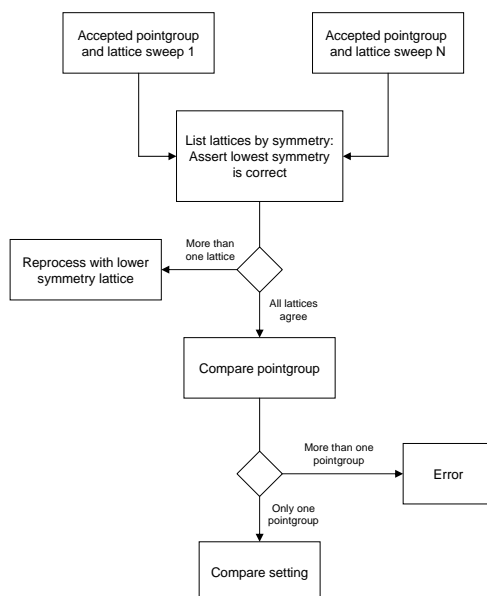 Accepted pointgroup
and lattice sweep 1
Accepted pointgroup
and lattice sweep N
List lattices by symmetry:
Assert lowest symmetry
is correct
More than
one lattice
Reprocess with lower
symmetry lattice
All lattices
agree
Compare pointgroup
More than one
pointgroup
Error
Only one
pointgroup
Compare setting